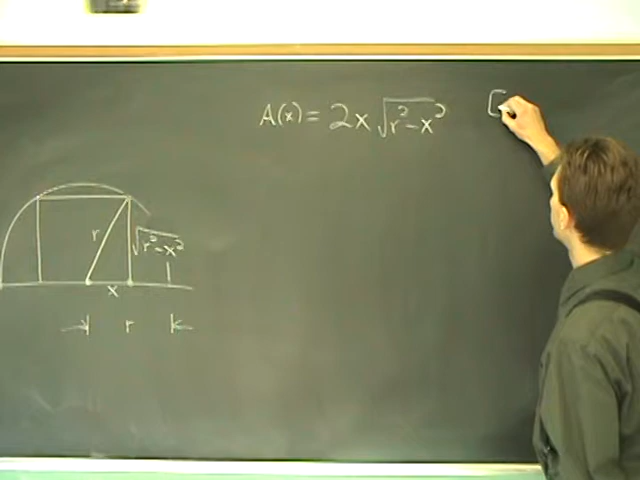 A(x) = 2x √(r²-x²) [
r √(r²-x²)
x
r